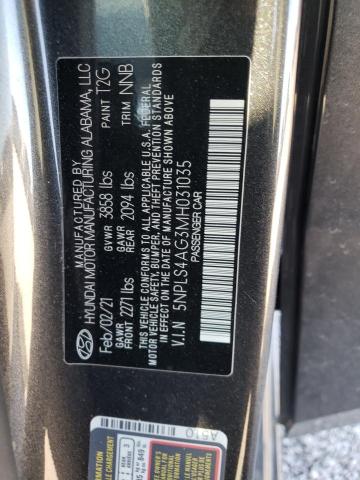 MANUFACTURED BY
HYUNDAI MOTOR MANUFACTURING ALABAMA, LLC
Feb/02/21 GVWR 3858 lbs PAINT T2G
GAWR FRONT 2271 lbs GAWR REAR 2094 lbs TRIM NNB
THIS VEHICLE CONFORMS TO ALL APPLICABLE U.S.A. FEDERAL
MOTOR VEHICLE SAFETY, BUMPER, AND THEFT PREVENTION STANDARDS
IN EFFECT ON THE DATE OF MANUFACTURE SHOWN ABOVE.
V.I.N 5NPLS4AG3MH031035
PASSENGER CAR
A510